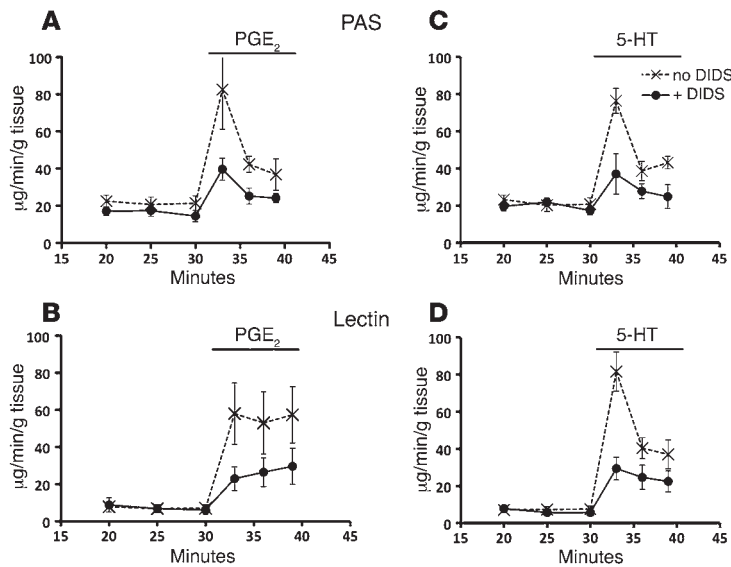 A
PGE2
PAS
μg/min/g tissue
100
80
60
40
20
0
15 20 25 30 35 40 45
Minutes
C
5-HT
no DIDS
+ DIDS
μg/min/g tissue
100
80
60
40
20
0
15 20 25 30 35 40 45
Minutes
B
PGE2
Lectin
μg/min/g tissue
100
80
60
40
20
0
15 20 25 30 35 40 45
Minutes
D
5-HT
μg/min/g tissue
100
80
60
40
20
0
15 20 25 30 35 40 45
Minutes